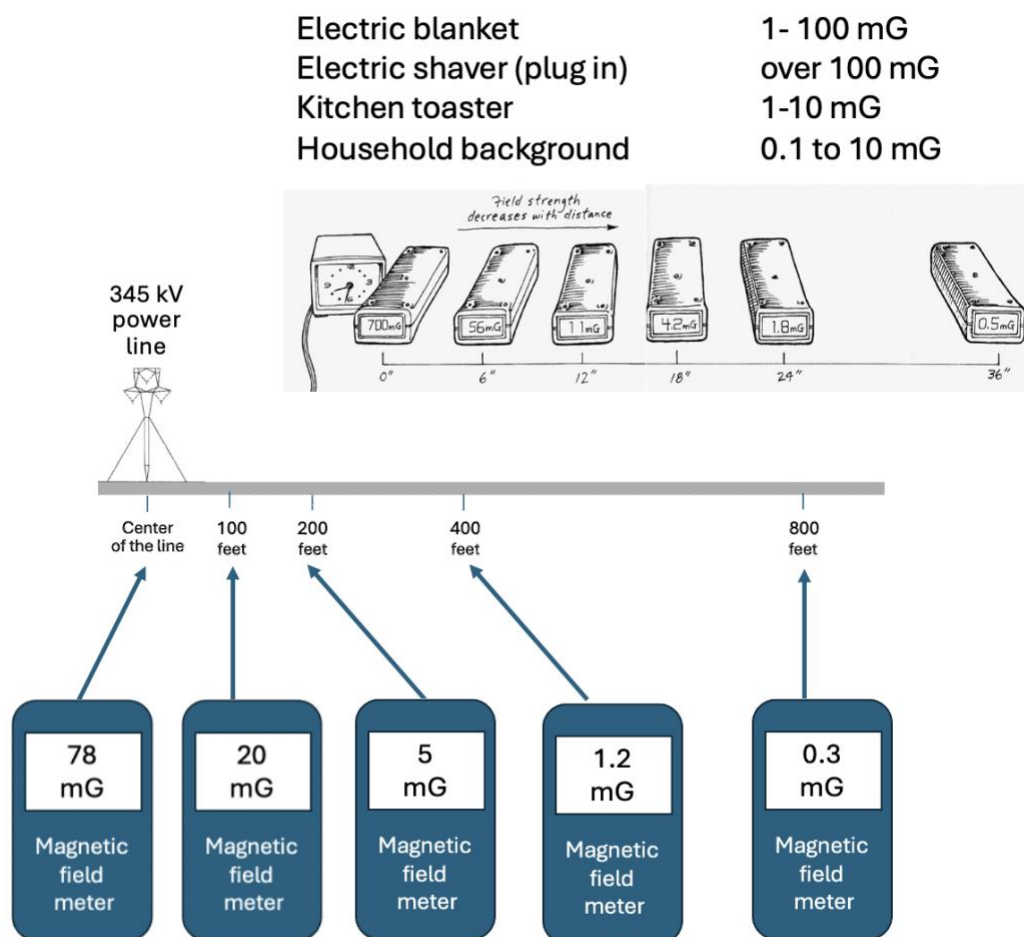 Electric blanket 1- 100 mG
Electric shaver (plug in) over 100 mG
Kitchen toaster 1-10 mG
Household background 0.1 to 10 mG
Field strength
decreases with distance
700mG 56mG 11mG 4.2mG 1.8mG 0.5mG
0" 6" 12" 18" 24" 36"
345 kV
power
line
Center
of the line
100
feet
200
feet
400
feet
800
feet
78
mG
Magnetic
field
meter
20
mG
Magnetic
field
meter
5
mG
Magnetic
field
meter
1.2
mG
Magnetic
field
meter
0.3
mG
Magnetic
field
meter